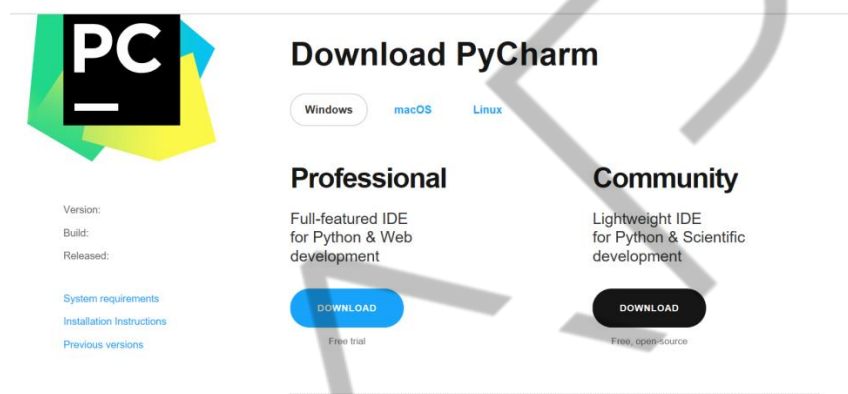 PC
Download PyCharm
Windows macOS Linux
Professional
Full-featured IDE
for Python & Web
development
DOWNLOAD
Free trial
Community
Lightweight IDE
for Python & Scientific
development
DOWNLOAD
Free, open-source
Version:
Build:
Released:
System requirements
Installation Instructions
Previous versions